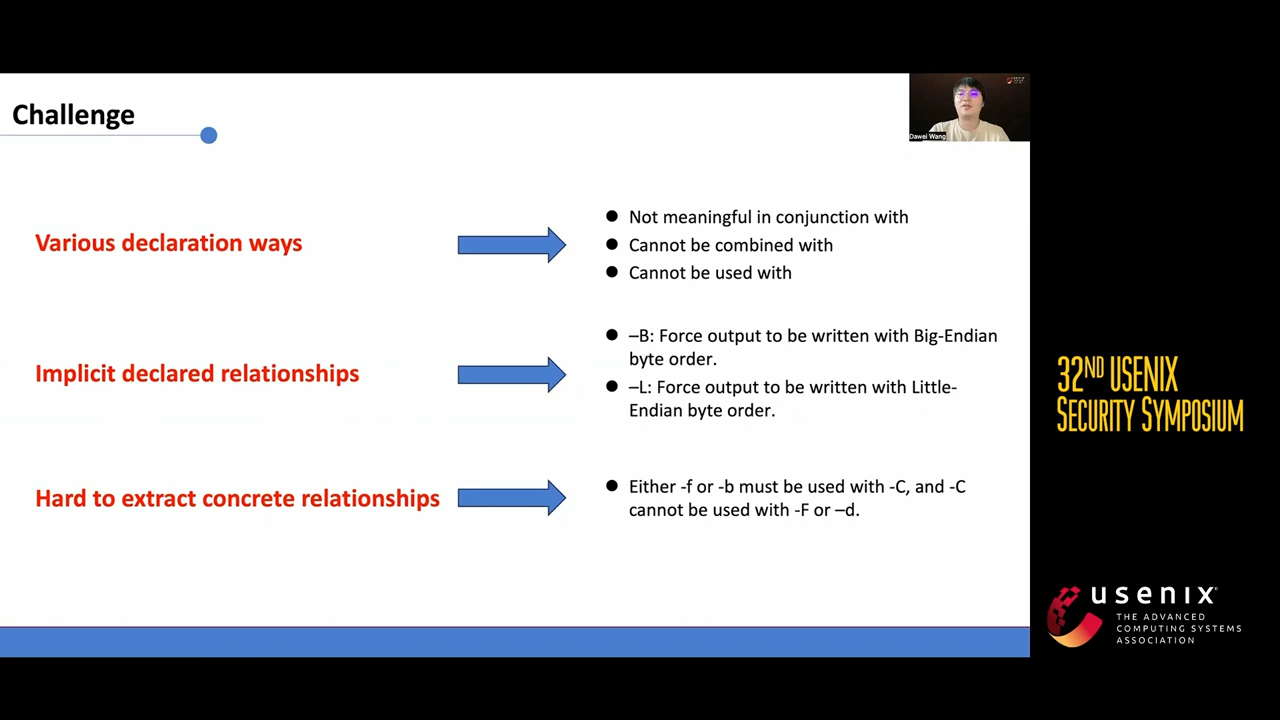 Challenge
Dawei Wang
Various declaration ways
● Not meaningful in conjunction with
● Cannot be combined with
● Cannot be used with
Implicit declared relationships
● –B: Force output to be written with Big-Endian
byte order.
● –L: Force output to be written with Little-
Endian byte order.
Hard to extract concrete relationships
● Either -f or -b must be used with -C, and -C
cannot be used with -F or –d.
32ND USENIX
SECURITY SYMPOSIUM
usenix
THE ADVANCED
COMPUTING SYSTEMS
ASSOCIATION